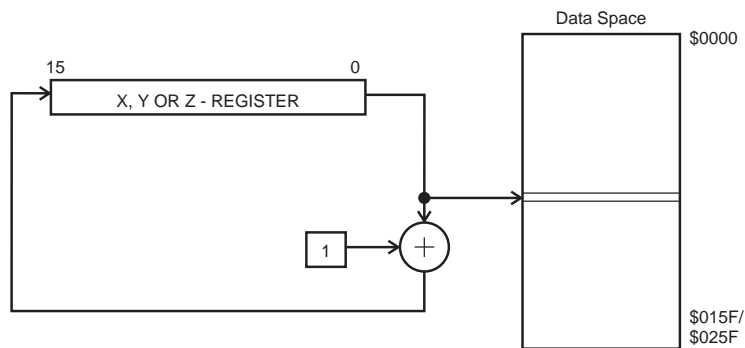 Data Space
$0000
15
0
X, Y OR Z - REGISTER
1
+
$015F/
$025F